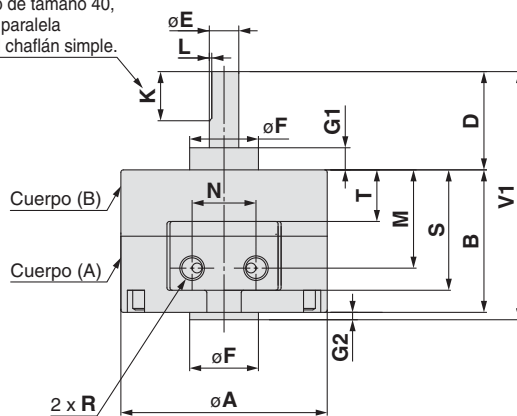 o de tamaño 40,
paralela
chaflán simple.
øE
L
K
øF
G1
D
V1
Cuerpo (B)
N
T
M
S
B
Cuerpo (A)
G2
øF
2 x R
øA